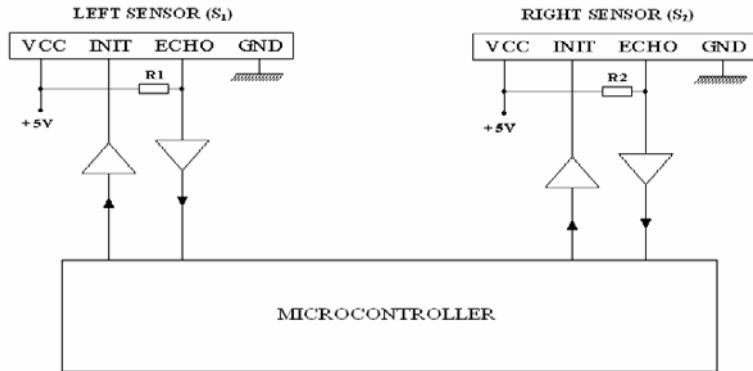 LEFT SENSOR (S₁)
VCC INIT ECHO GND
R1
+5V
RIGHT SENSOR (S₂)
VCC INIT ECHO GND
R2
+5V
MICROCONTROLLER